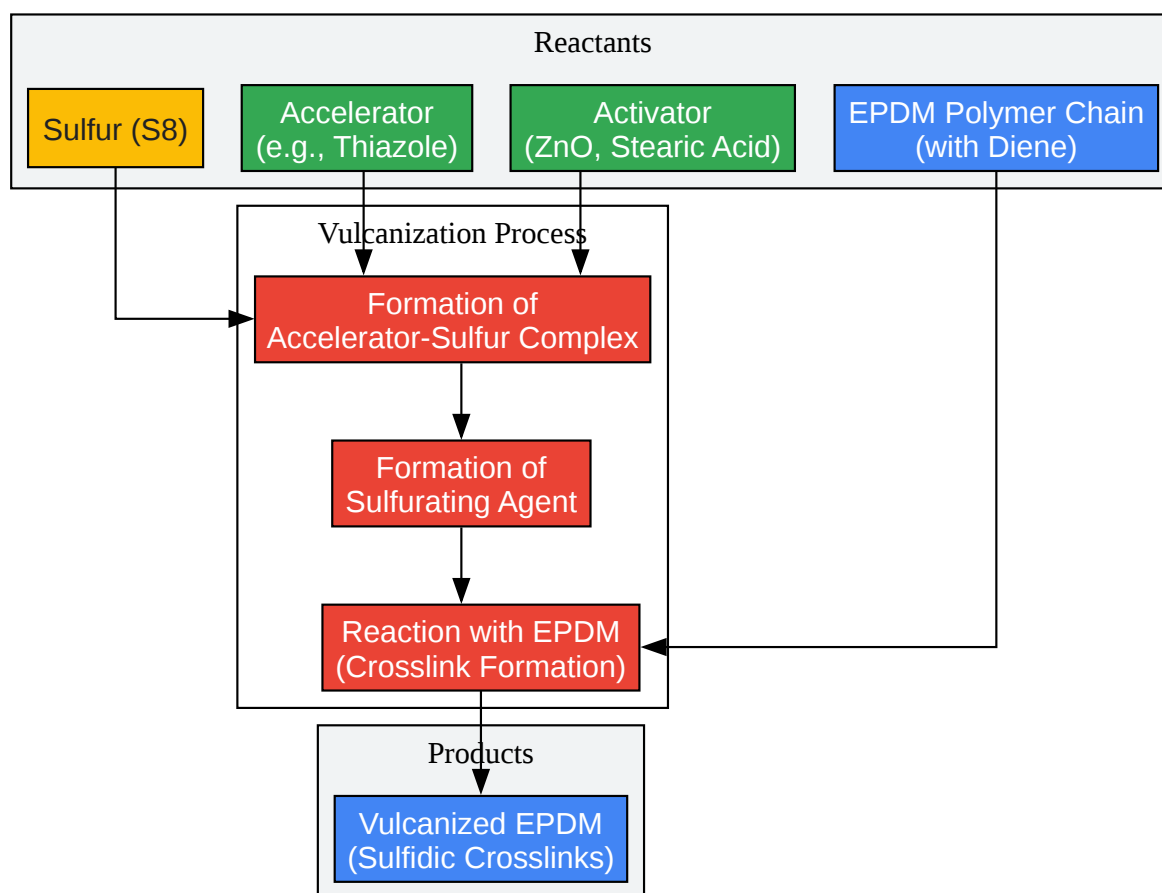 Reactants
Sulfur (S8)
Accelerator
(e.g., Thiazole)
Activator
(ZnO, Stearic Acid)
EPDM Polymer Chain
(with Diene)
Vulcanization Process
Formation of
Accelerator-Sulfur Complex
Formation of
Sulfurating Agent
Reaction with EPDM
(Crosslink Formation)
Products
Vulcanized EPDM
(Sulfidic Crosslinks)